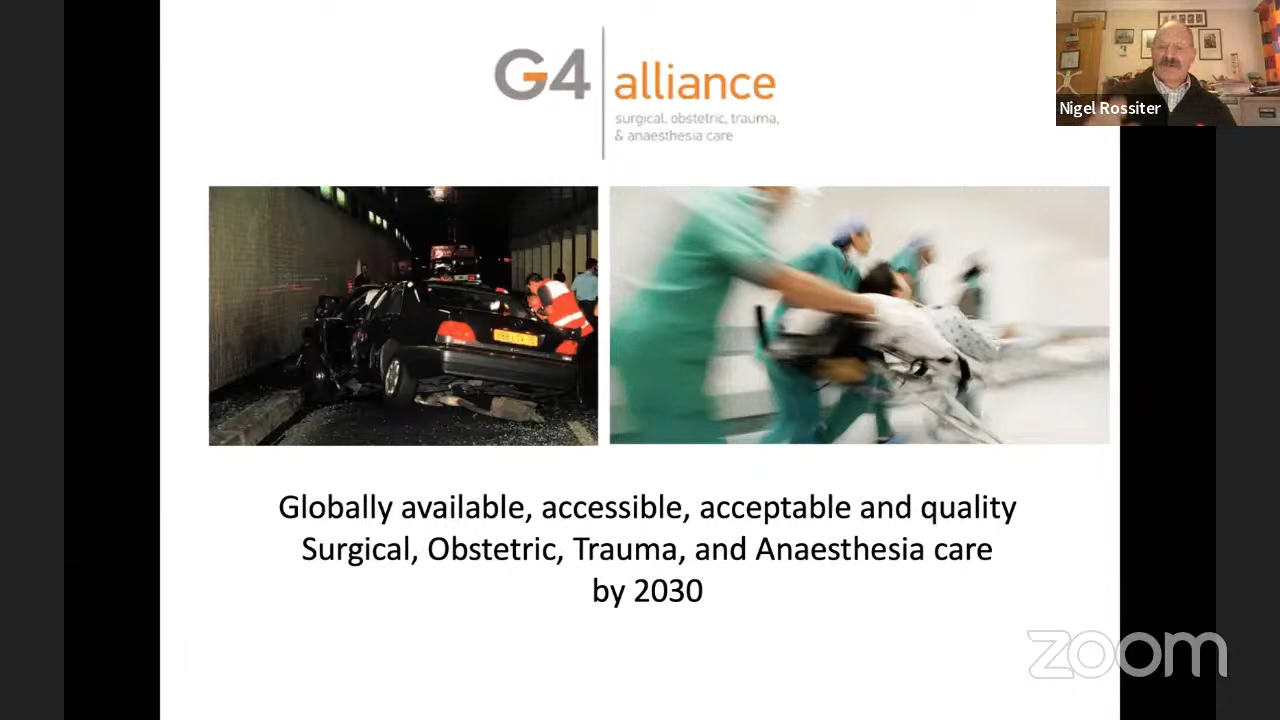 G4
alliance
surgical, obstetric, trauma,
& anaesthesia care
Nigel Rossiter
Globally available, accessible, acceptable and quality
Surgical, Obstetric, Trauma, and Anaesthesia care
by 2030
zoom